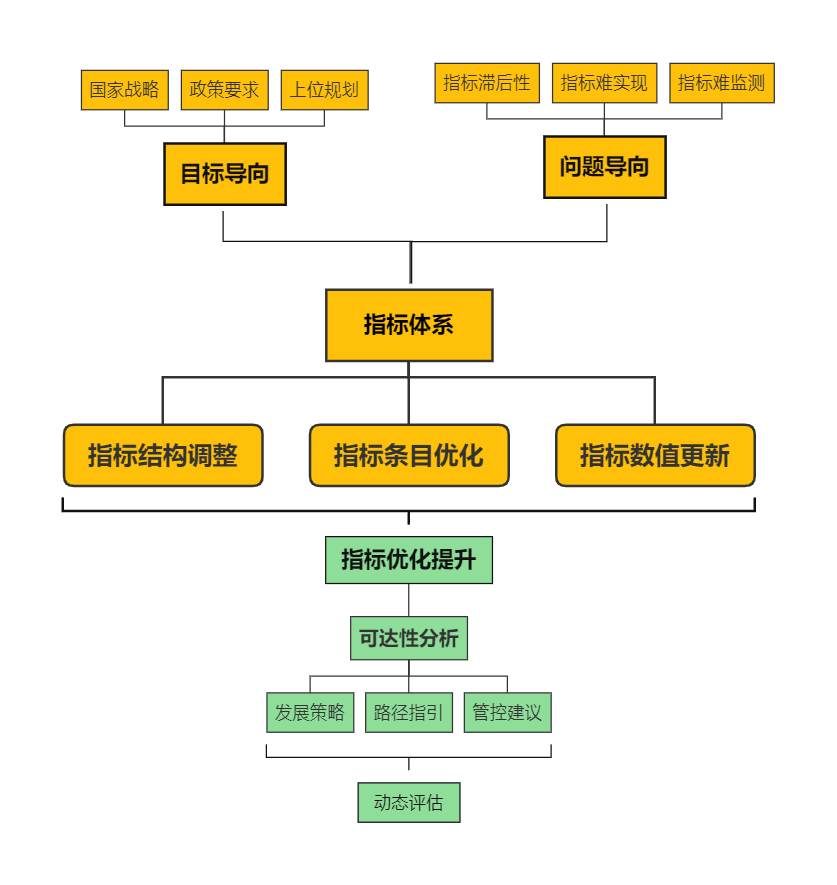 国家战略
政策要求
上位规划
指标滞后性
指标难实现
指标难监测
目标导向
问题导向
指标体系
指标结构调整
指标条目优化
指标数值更新
指标优化提升
可达性分析
发展策略
路径指引
管控建议
动态评估